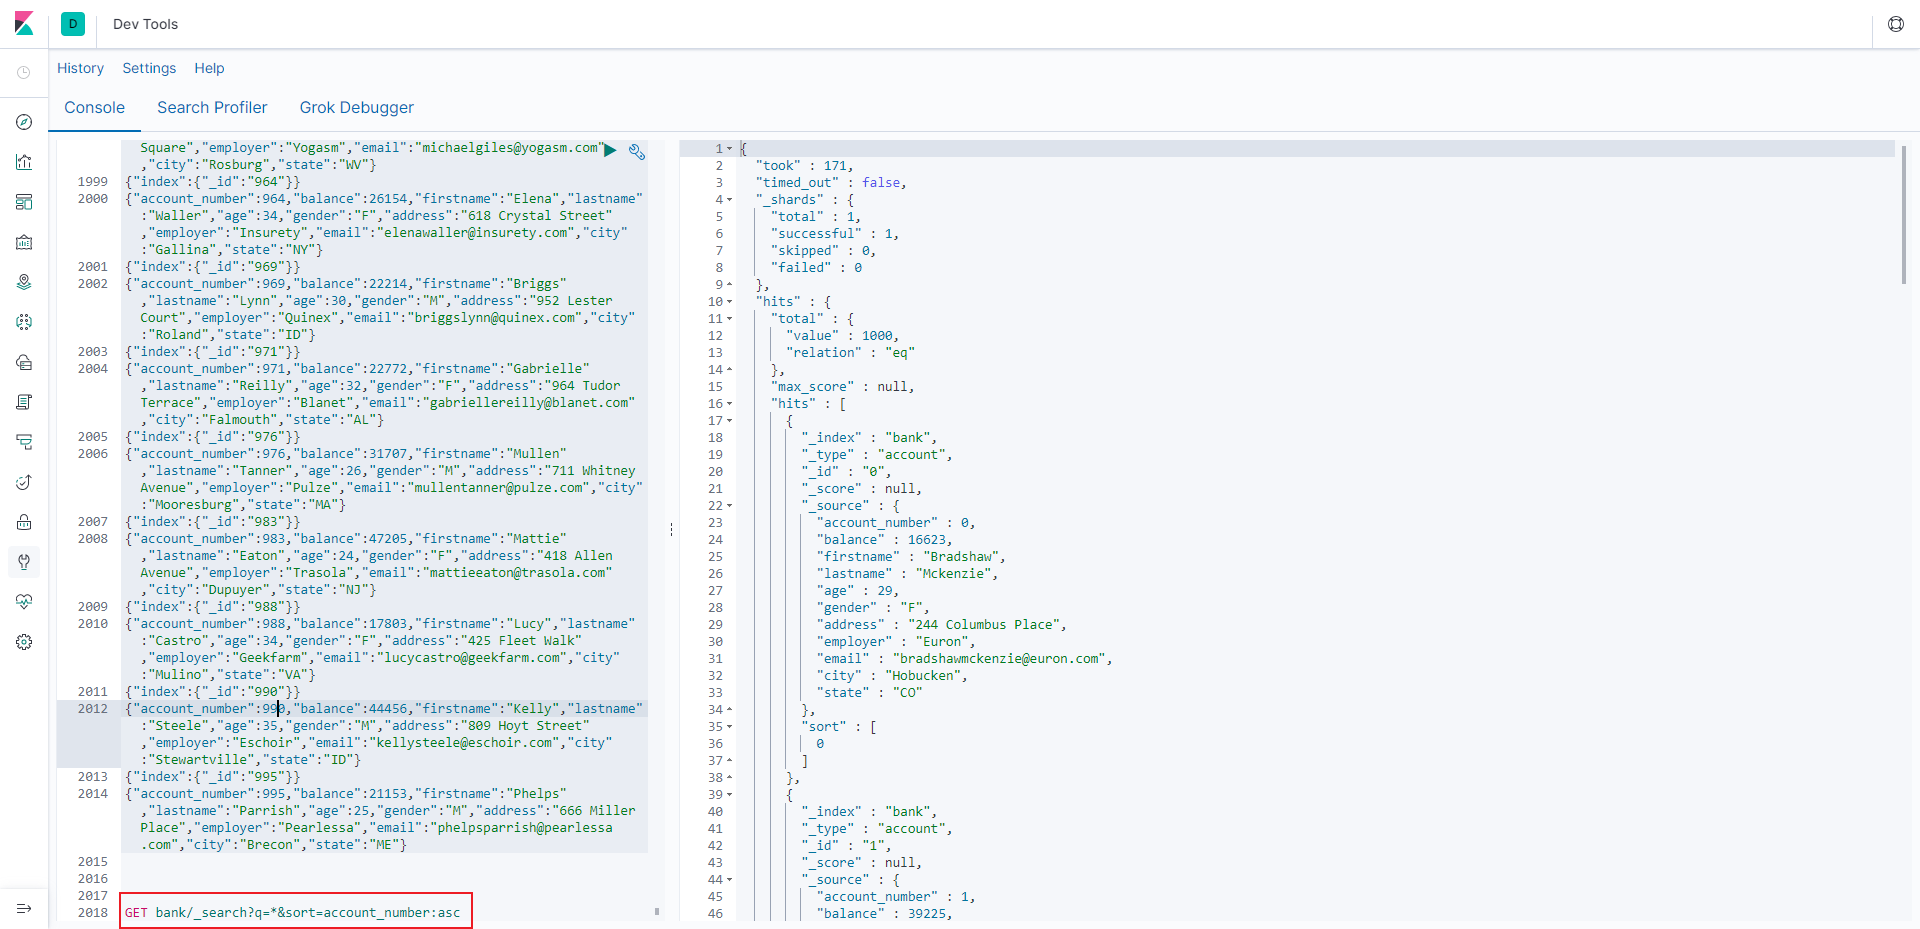 D Dev Tools
History Settings Help
Console Search Profiler Grok Debugger
Square","employer":"Yogasm","email":"michaelgiles@yogasm.com"
,"city":"Rosburg","state":"WV"}
1999 {"index":{"_id":"964"}}
2000 {"account_number":964,"balance":26154,"firstname":"Elena","lastname"
:"Waller","age":34,"gender":"F","address":"618 Crystal Street"
,"employer":"Insurety","email":"elenawaller@insurety.com","city"
:"Gallina","state":"NY"}
2001 {"index":{"_id":"969"}}
2002 {"account_number":969,"balance":22214,"firstname":"Briggs"
,"lastname":"Lynn","age":30,"gender":"M","address":"952 Lester
Court","employer":"Quinex","email":"briggslynn@quinex.com","city"
:"Roland","state":"ID"}
2003 {"index":{"_id":"971"}}
2004 {"account_number":971,"balance":22772,"firstname":"Gabrielle"
,"lastname":"Reilly","age":32,"gender":"F","address":"964 Tudor
Terrace","employer":"Blanet","email":"gabriellereilly@blanet.com"
,"city":"Falmouth","state":"AL"}
2005 {"index":{"_id":"976"}}
2006 {"account_number":976,"balance":31707,"firstname":"Mullen"
,"lastname":"Tanner","age":26,"gender":"M","address":"711 Whitney
Avenue","employer":"Pulze","email":"mullentanner@pulze.com","city"
:"Mooresburg","state":"MA"}
2007 {"index":{"_id":"983"}}
2008 {"account_number":983,"balance":47205,"firstname":"Mattie"
,"lastname":"Eaton","age":24,"gender":"F","address":"418 Allen
Avenue","employer":"Trasola","email":"mattieeaton@trasola.com"
,"city":"Dupuyer","state":"NJ"}
2009 {"index":{"_id":"988"}}
2010 {"account_number":988,"balance":17803,"firstname":"Lucy","lastname"
:"Castro","age":34,"gender":"F","address":"425 Fleet Walk"
,"employer":"Geekfarm","email":"lucycastro@geekfarm.com","city"
:"Mulino","state":"VA"}
2011 {"index":{"_id":"990"}}
2012 {"account_number":990,"balance":44456,"firstname":"Kelly","lastname"
:"Steele","age":35,"gender":"M","address":"809 Hoyt Street"
,"employer":"Eschoir","email":"kellysteele@eschoir.com","city"
:"Stewartville","state":"ID"}
2013 {"index":{"_id":"995"}}
2014 {"account_number":995,"balance":21153,"firstname":"Phelps"
,"lastname":"Parrish","age":25,"gender":"M","address":"666 Miller
Place","employer":"Pearlessa","email":"phelpsparrish@pearlessa
.com","city":"Brecon","state":"ME"}
2015
2016
2017
2018 GET bank/_search?q=*&sort=account_number:asc
1 {
2 "took" : 171,
3 "timed_out" : false,
4 "_shards" : {
5 "total" : 1,
6 "successful" : 1,
7 "skipped" : 0,
8 "failed" : 0
9 },
10 "hits" : {
11 "total" : {
12 "value" : 1000,
13 "relation" : "eq"
14 },
15 "max_score" : null,
16 "hits" : [
17 {
18 "_index" : "bank",
19 "_type" : "account",
20 "_id" : "0",
21 "_score" : null,
22 "_source" : {
23 "account_number" : 0,
24 "balance" : 16623,
25 "firstname" : "Bradshaw",
26 "lastname" : "Mckenzie",
27 "age" : 29,
28 "gender" : "F",
29 "address" : "244 Columbus Place",
30 "employer" : "Euron",
31 "email" : "bradshawmckenzie@euron.com",
32 "city" : "Hobucken",
33 "state" : "CO"
34 },
35 "sort" : [
36 0
37 ]
38 },
39 {
40 "_index" : "bank",
41 "_type" : "account",
42 "_id" : "1",
43 "_score" : null,
44 "_source" : {
45 "account_number" : 1,
46 "balance" : 39225,